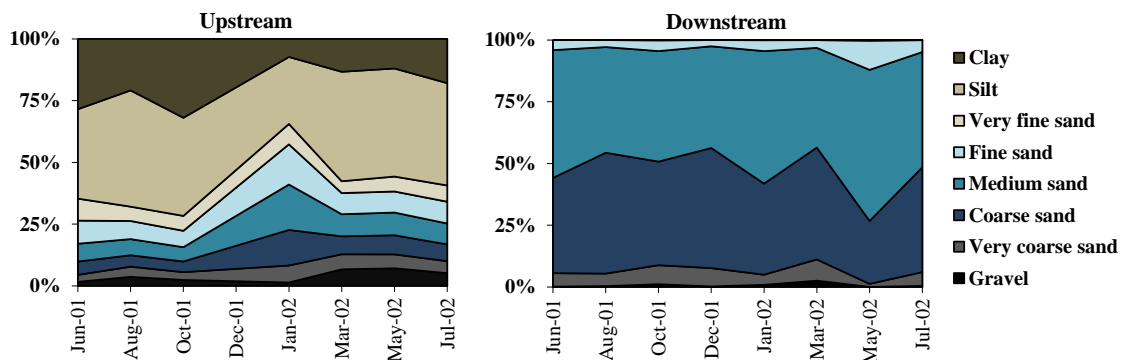 Upstream
Downstream
100%
75%
50%
25%
0%
Jun-01
Aug-01
Oct-01
Dec-01
Jan-02
Mar-02
May-02
Jul-02
100%
75%
50%
25%
0%
Jun-01
Aug-01
Oct-01
Dec-01
Jan-02
Mar-02
May-02
Jul-02
Clay
Silt
Very fine sand
Fine sand
Medium sand
Coarse sand
Very coarse sand
Gravel